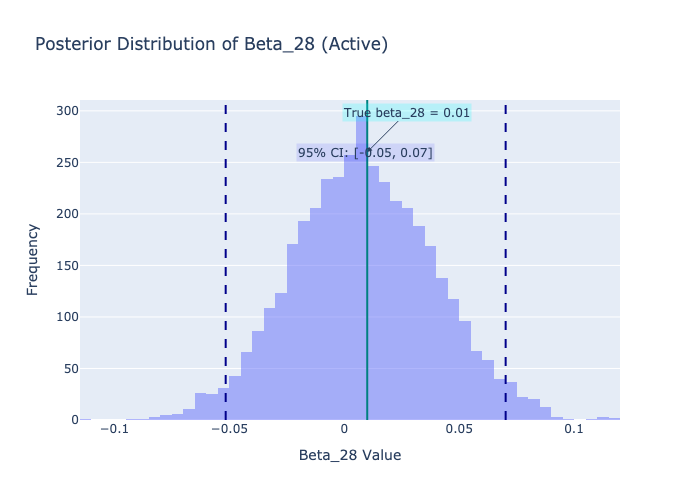 Posterior Distribution of Beta_28 (Active)
True beta_28 = 0.01
95% CI: [-0.05, 0.07]
300
250
200
150
100
50
0
−0.1
−0.05
0
0.05
0.1
Frequency
Beta_28 Value